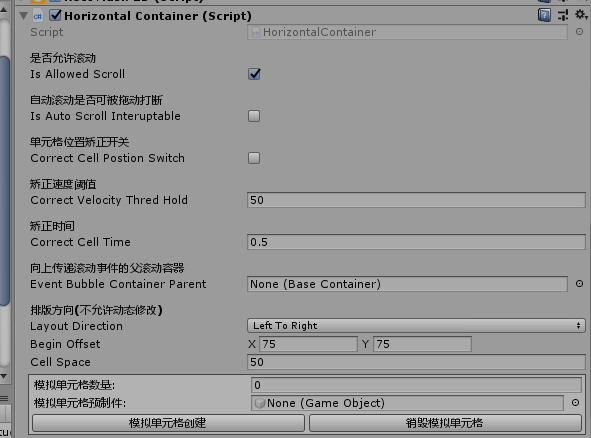 Horizontal Container (Script)
Script HorizontalContainer
是否允许滚动
Is Allowed Scroll
自动滚动是否可被拖动打断
Is Auto Scroll Interuptable
单元格位置矫正开关
Correct Cell Postion Switch
矫正速度阈值
Correct Velocity Thred Hold 50
矫正时间
Correct Cell Time 0.5
向上传递滚动事件的父滚动容器
Event Bubble Container Parent None (Base Container)
排版方向(不允许动态修改)
Layout Direction Left To Right
Begin Offset X 75 Y 75
Cell Space 50
模拟单元格数量: 0
模拟单元格预制件: None (Game Object)
模拟单元格创建 销毁模拟单元格